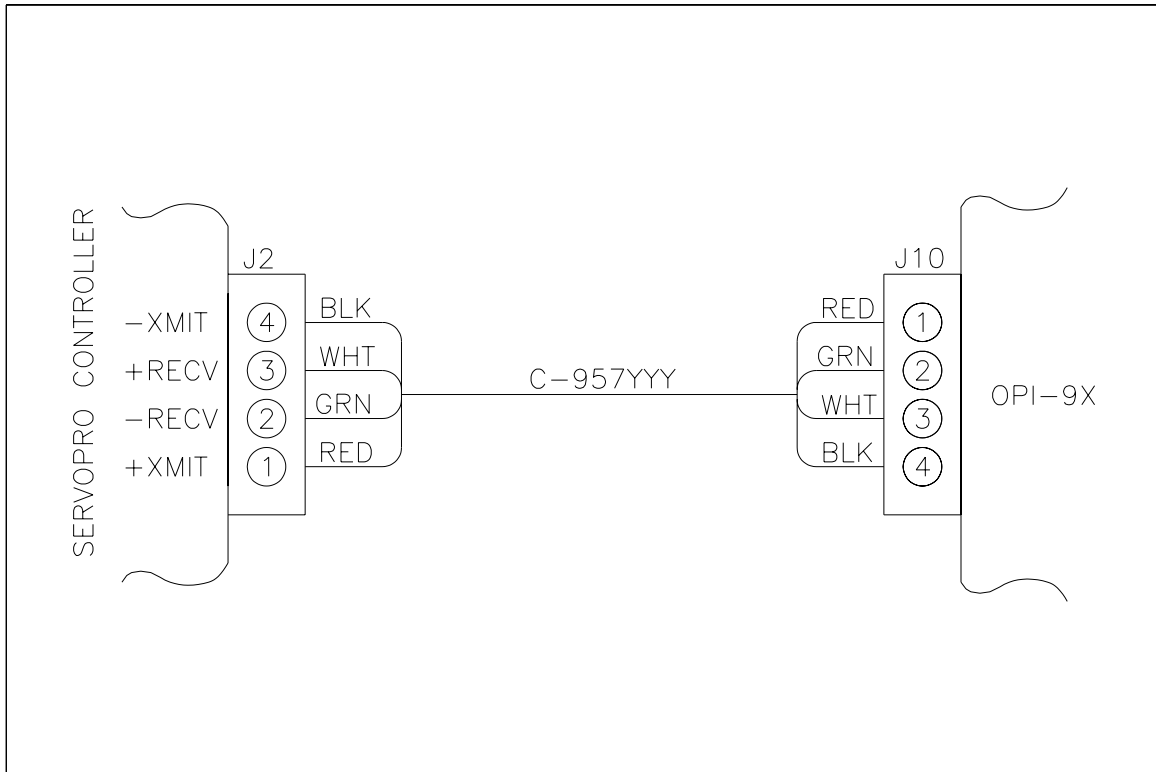 SERVOPRO CONTROLLER
J2
-XMIT 4 BLK
+RECV 3 WHT
-RECV 2 GRN
+XMIT 1 RED
C-957YYY
J10
RED 1
GRN 2
WHT 3
BLK 4
OPI-9X